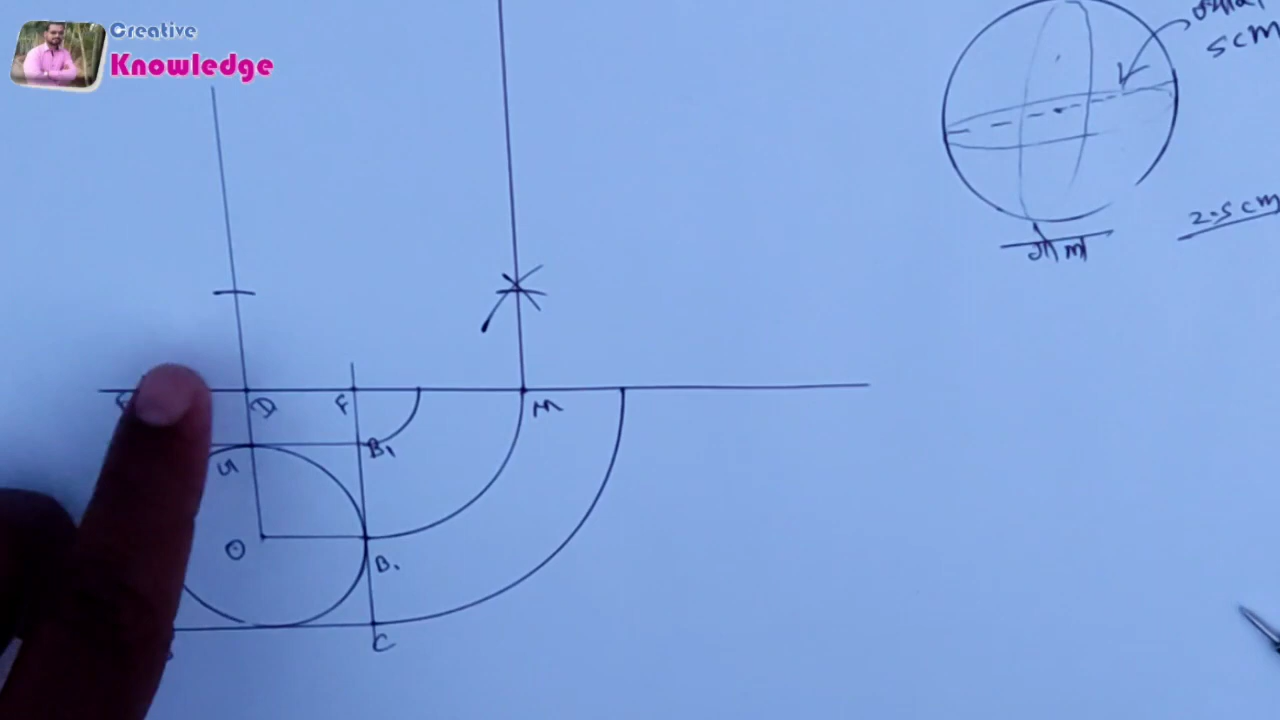 Creative
Knowledge
5cm
2.5cm
गोला
D
F
M
B₁
G
O
B.
C